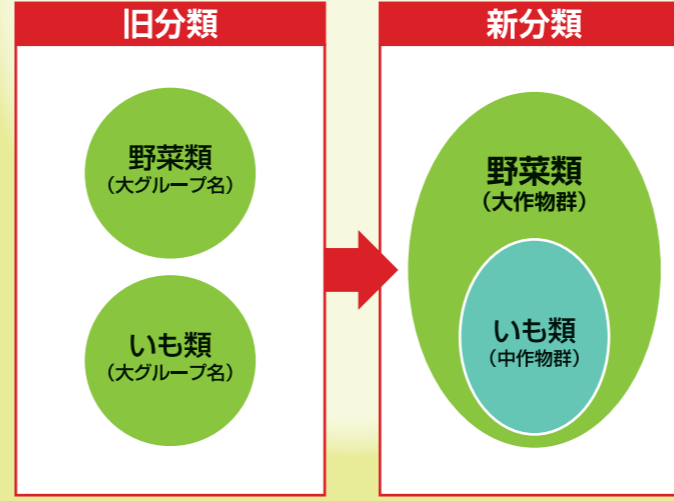 旧分類
野菜類
（大グループ名）
いも類
（大グループ名）
新分類
野菜類
（大作物群）
いも類
（中作物群）